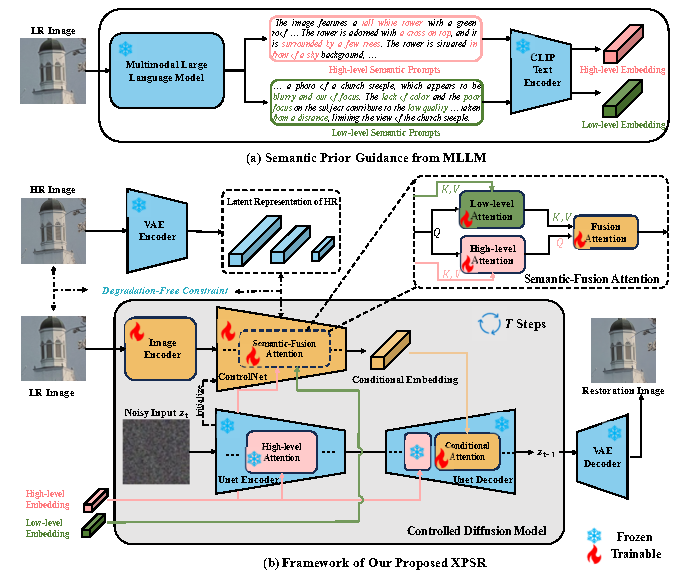 LR Image
Multimodal Large
Language Model
The image features a tall white tower with a green
roof ... The tower is adorned with a cross on top, and it
is surrounded by a few trees. The tower is situated in
front of a sky background, ...
High-level Semantic Prompts
... a photo of a church steeple, which appears to be
blurry and out of focus. The lack of color and the poor
focus on the subject contribute to the low quality ... taken
from a distance, limiting the view of the church steeple.
Low-level Semantic Prompts
CLIP
Text
Encoder
High-level Embedding
Low-level Embedding
(a) Semantic Prior Guidance from MLLM
HR Image
VAE
Encoder
Latent Representation of HR
K, V
Low-level
Attention
K, V
Q
Q
High-level
Attention
K, V
Fusion
Attention
Semantic-Fusion Attention
Degradation-Free Constraint
LR Image
Image
Encoder
Semantic-Fusion
Attention
ControlNet
Conditional Embedding
T Steps
Restoration Image
Initialize
Noisy Input zt
High-level
Attention
Unet Encoder
Conditional
Attention
Unet Decoder
zt-1
VAE
Decoder
High-level
Embedding
Low-level
Embedding
Controlled Diffusion Model
Frozen
Trainable
(b) Framework of Our Proposed XPSR